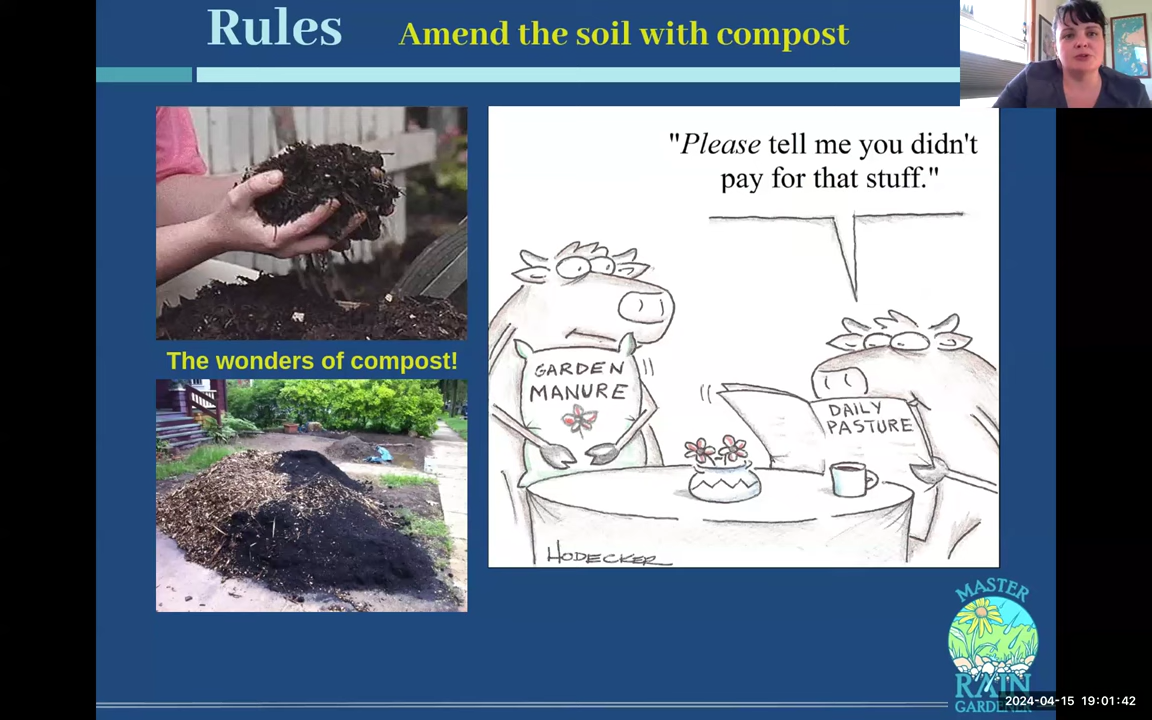 Rules
Amend the soil with compost
"Please tell me you didn't
pay for that stuff."
The wonders of compost!
GARDEN
MANURE
DAILY
PASTURE
HODECKER
MASTER
RAIN
GARDENER
2024-04-15 19:01:42